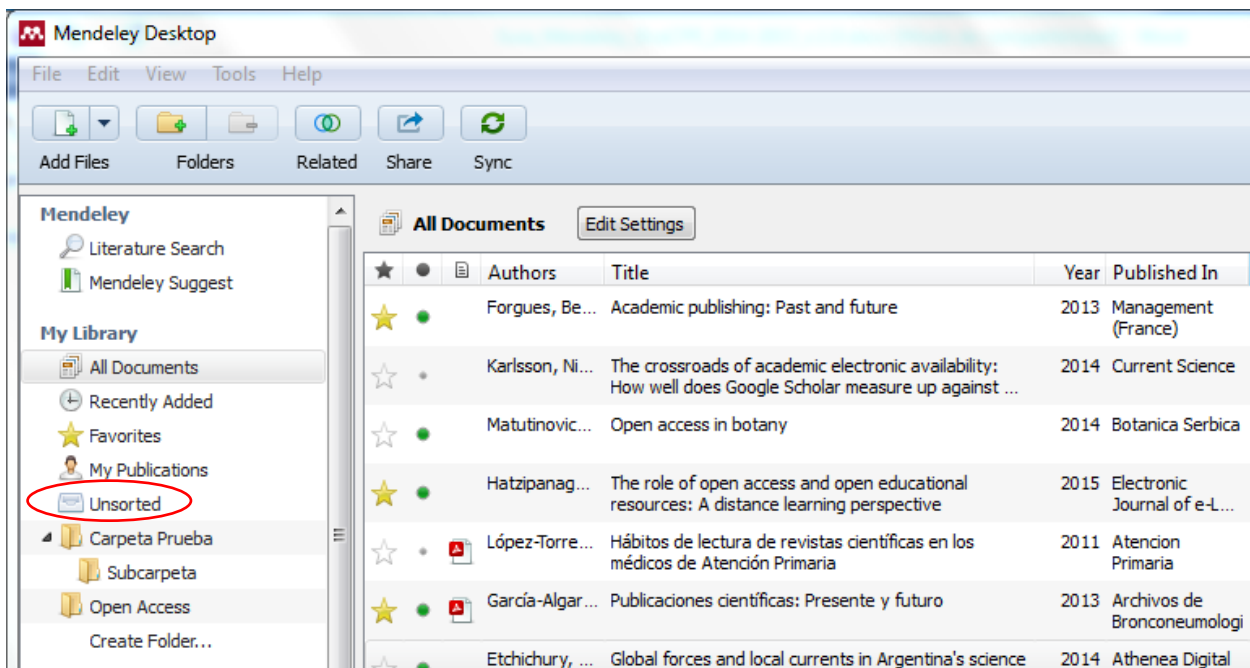 Mendeley Desktop
File Edit View Tools Help
Add Files Folders Related Share Sync
Mendeley
Literature Search
Mendeley Suggest
My Library
All Documents
Recently Added
Favorites
My Publications
Unsorted
Carpeta Prueba
Subcarpeta
Open Access
Create Folder...
All Documents Edit Settings
Authors Title Year Published In
Forgues, Be... Academic publishing: Past and future 2013 Management
(France)
Karlsson, Ni... The crossroads of academic electronic availability: 2014 Current Science
How well does Google Scholar measure up against ...
Matutinovic... Open access in botany 2014 Botanica Serbica
Hatzipanag... The role of open access and open educational 2015 Electronic
resources: A distance learning perspective Journal of e-L...
López-Torre... Hábitos de lectura de revistas científicas en los 2011 Atencion
médicos de Atención Primaria Primaria
García-Algar... Publicaciones científicas: Presente y futuro 2013 Archivos de
Bronconeumologi
Etchichury, ... Global forces and local currents in Argentina's science 2014 Athenea Digital